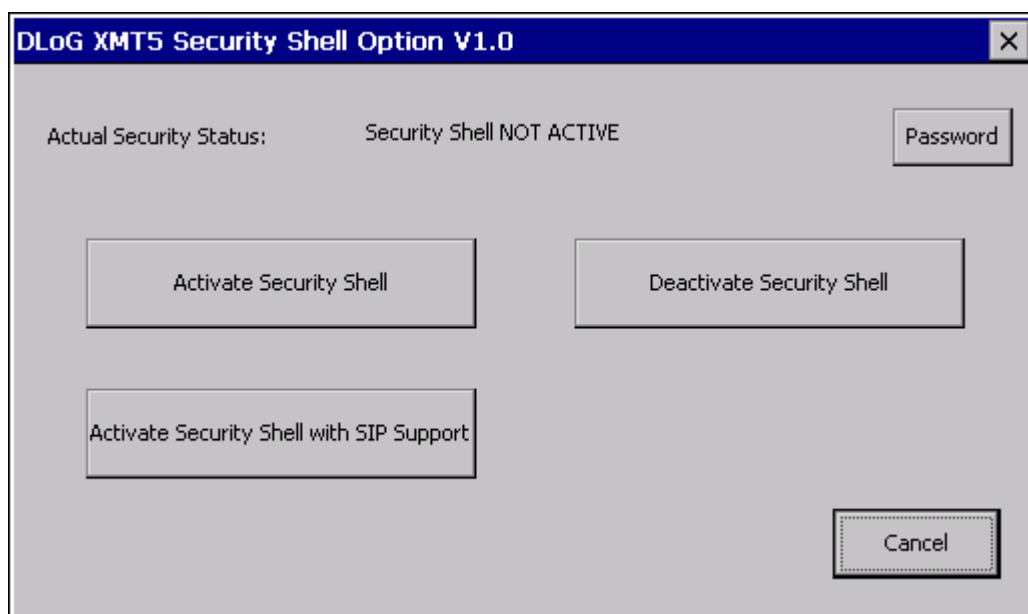 DLoG XMT5 Security Shell Option V1.0
Actual Security Status: Security Shell NOT ACTIVE Password
Activate Security Shell Deactivate Security Shell
Activate Security Shell with SIP Support
Cancel